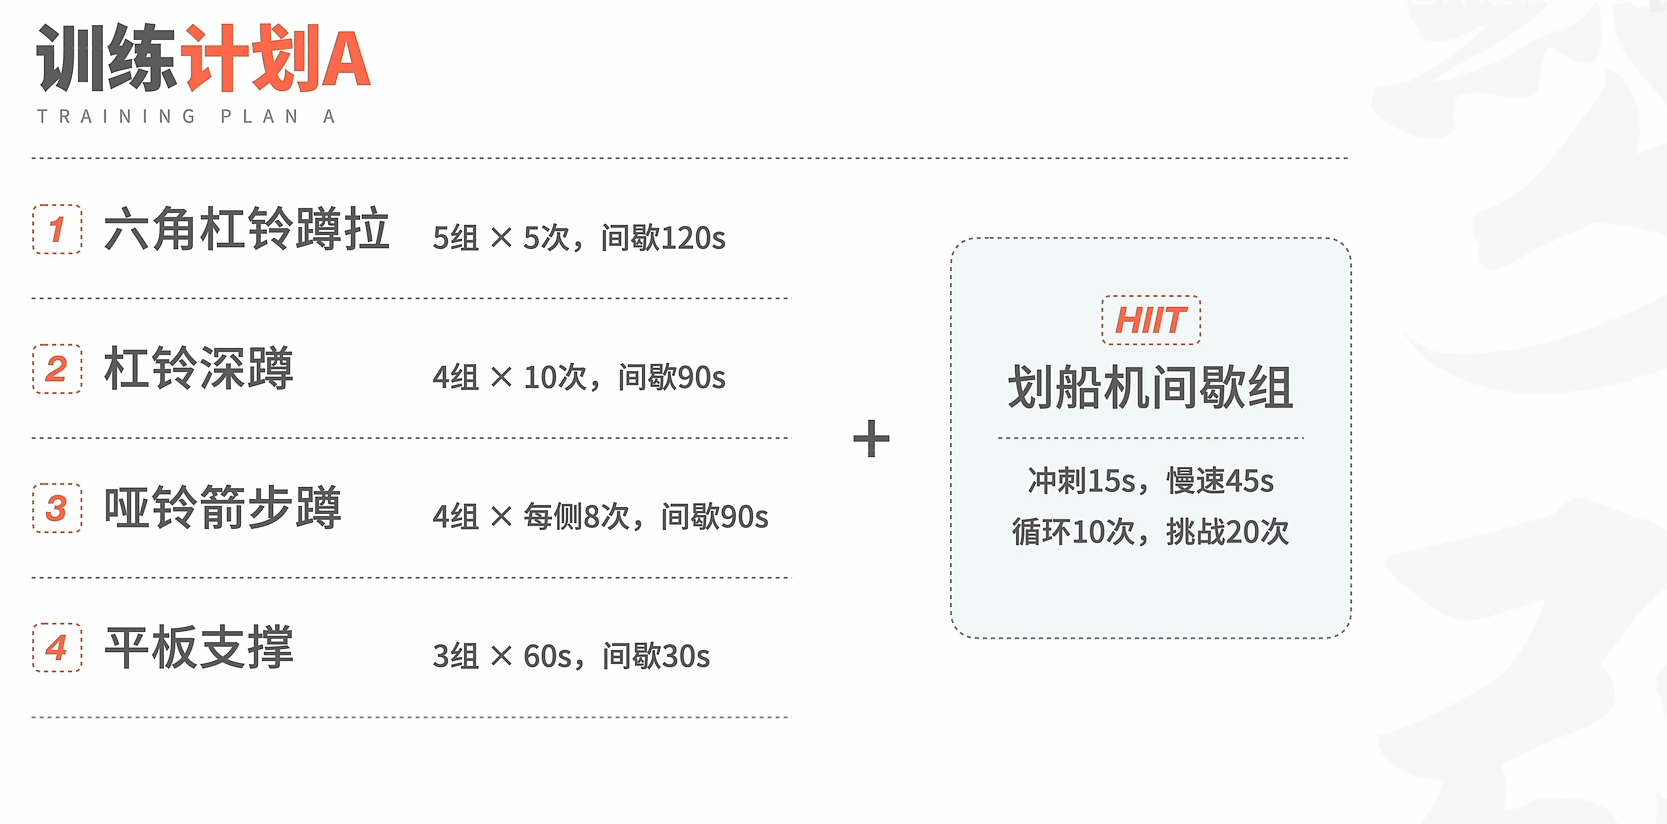 训练计划A
TRAINING PLAN A
1 六角杠铃蹲拉 5组 × 5次，间歇120s
2 杠铃深蹲 4组 × 10次，间歇90s
3 哑铃箭步蹲 4组 × 每侧8次，间歇90s
4 平板支撑 3组 × 60s，间歇30s
+
HIIT
划船机间歇组
冲刺15s，慢速45s
循环10次，挑战20次